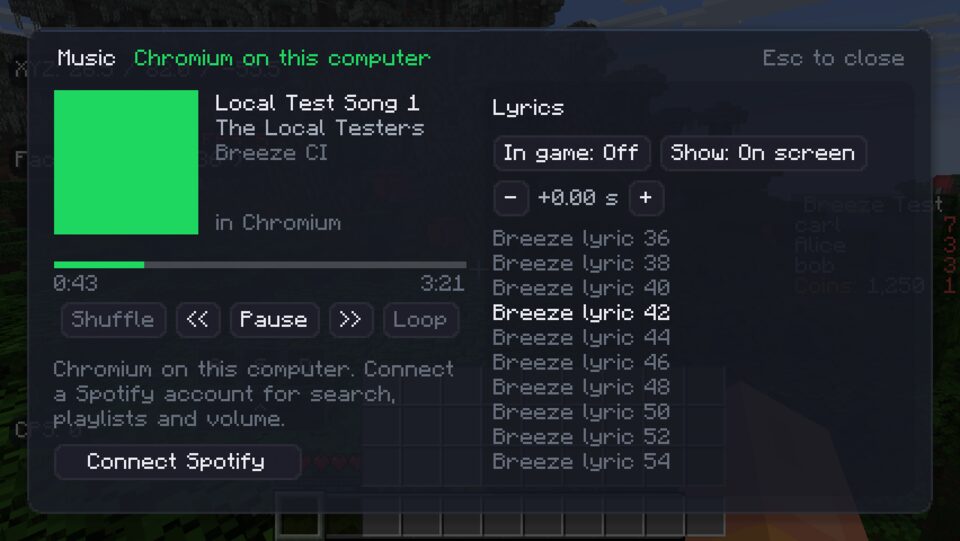 Music Chromium on this computer
Esc to close
Local Test Song 1
The Local Testers
Breeze CI
in Chromium
0:43
3:21
Shuffle
<<
Pause
>>
Loop
Chromium on this computer. Connect
a Spotify account for search,
playlists and volume.
Connect Spotify
Lyrics
In game: Off
Show: On screen
-
+0.00 s
+
Breeze lyric 36
Breeze lyric 38
Breeze lyric 40
Breeze lyric 42
Breeze lyric 44
Breeze lyric 46
Breeze lyric 48
Breeze lyric 50
Breeze lyric 52
Breeze lyric 54
Breeze Test
carl 7
Alice 3
bob 3
Coins: 1,250 1